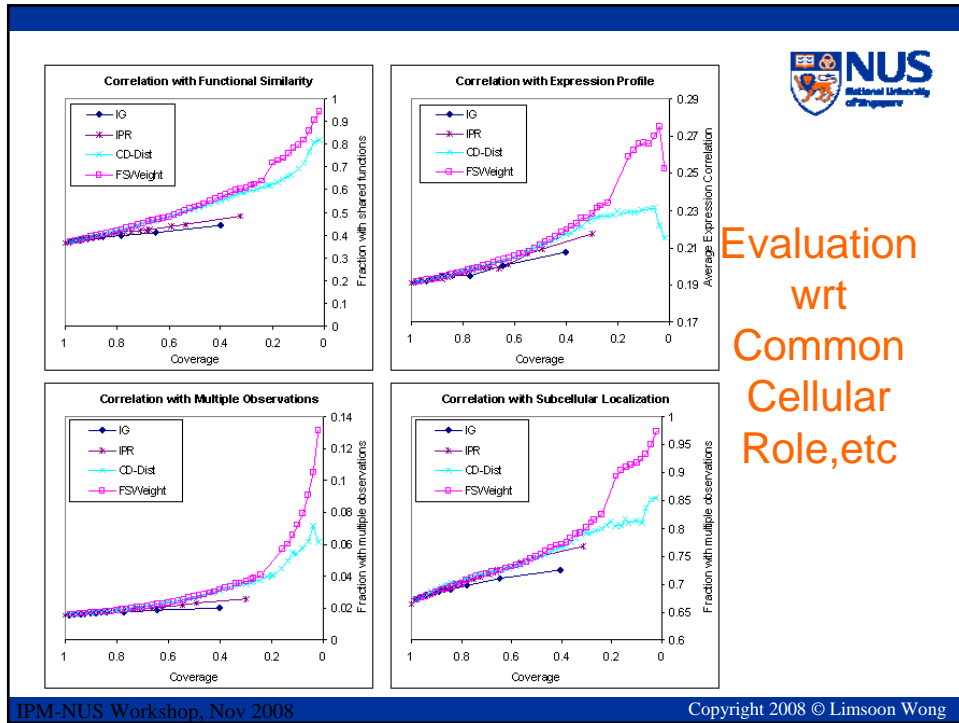 NUS
National University
of Singapore
Correlation with Functional Similarity
IG
IPR
CD-Dist
FSWeight
1
0.9
0.8
0.7
0.6
0.5
0.4
0.3
0.2
0.1
0
Fraction with shared functions
1 0.8 0.6 0.4 0.2 0
Coverage
Correlation with Expression Profile
IG
IPR
CD-Dist
FSWeight
0.29
0.27
0.25
0.23
0.21
0.19
0.17
Average Expression Correlation
1 0.8 0.6 0.4 0.2 0
Coverage
Correlation with Multiple Observations
IG
IPR
CD-Dist
FSWeight
0.14
0.12
0.1
0.08
0.06
0.04
0.02
0
Fraction with multiple observations
1 0.8 0.6 0.4 0.2 0
Coverage
Correlation with Subcellular Localization
IG
IPR
CD-Dist
FSWeight
1
0.95
0.9
0.85
0.8
0.75
0.7
0.65
0.6
Fraction with multiple observations
1 0.8 0.6 0.4 0.2 0
Coverage
Evaluation
wrt
Common
Cellular
Role,etc
IPM-NUS Workshop, Nov 2008
Copyright 2008 © Limsoon Wong